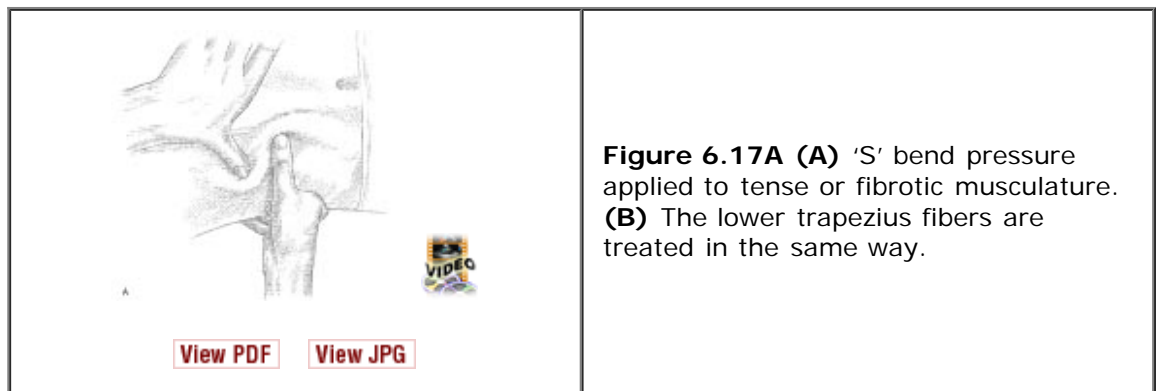 Figure 6.17A (A) ‘S’ bend pressure
applied to tense or fibrotic musculature.
(B) The lower trapezius fibers are
treated in the same way.
A
VIDEO
View PDF View JPG